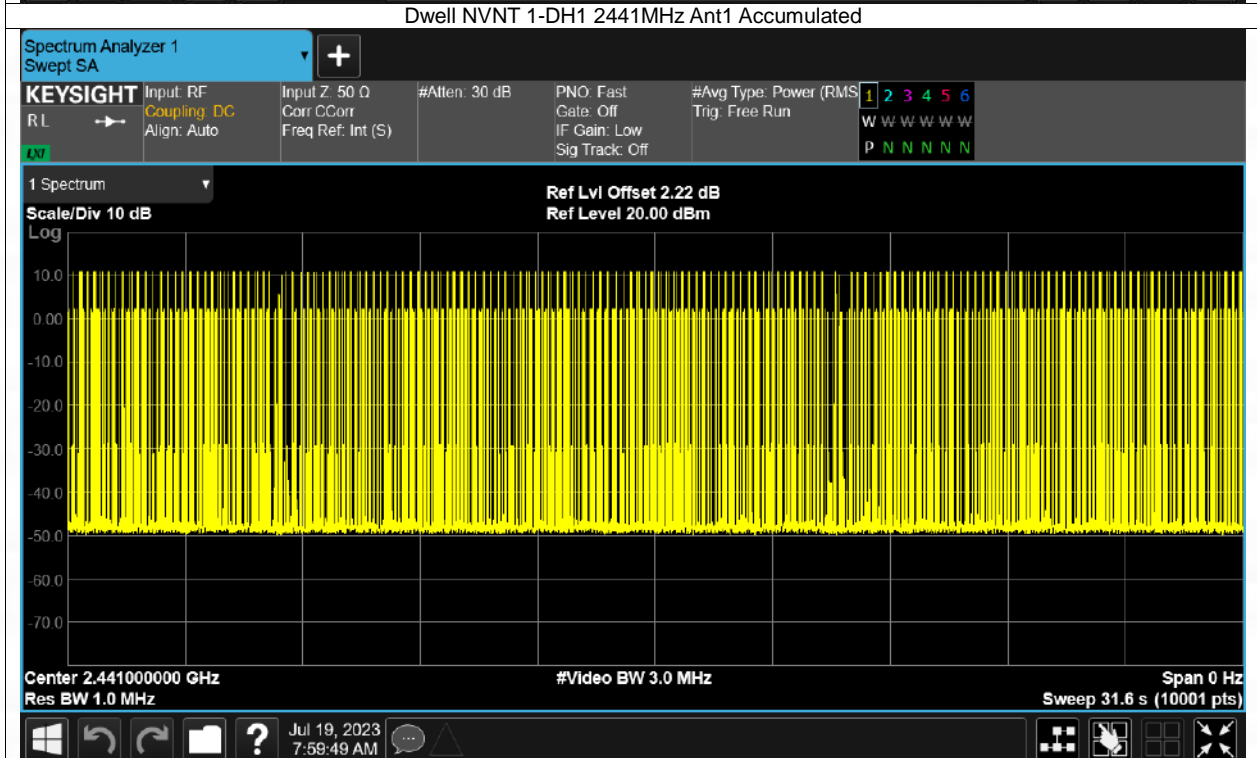 Dwell NVNT 1-DH1 2441MHz Ant1 Accumulated
Spectrum Analyzer 1
Swept SA
+
KEYSIGHT Input: RF Input Z: 50 Ω #Atten: 30 dB PNO: Fast #Avg Type: Power (RMS 1 2 3 4 5 6
RL Coupling: DC Corr CCorr Gate: Off Trig: Free Run W W W W W W
Align: Auto Freq Ref: Int (S) IF Gain: Low P N N N N N
LXI Sig Track: Off
1 Spectrum Ref Lvl Offset 2.22 dB
Scale/Div 10 dB Ref Level 20.00 dBm
Log
10.0
0.00
-10.0
-20.0
-30.0
-40.0
-50.0
-60.0
-70.0
Center 2.441000000 GHz #Video BW 3.0 MHz Span 0 Hz
Res BW 1.0 MHz Sweep 31.6 s (10001 pts)
? Jul 19, 2023
7:59:49 AM